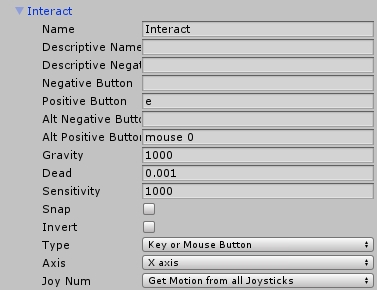 Interact
Name Interact
Descriptive Name
Descriptive Negat
Negative Button
Positive Button e
Alt Negative Butto
Alt Positive Button mouse 0
Gravity 1000
Dead 0.001
Sensitivity 1000
Snap
Invert
Type Key or Mouse Button
Axis X axis
Joy Num Get Motion from all Joysticks